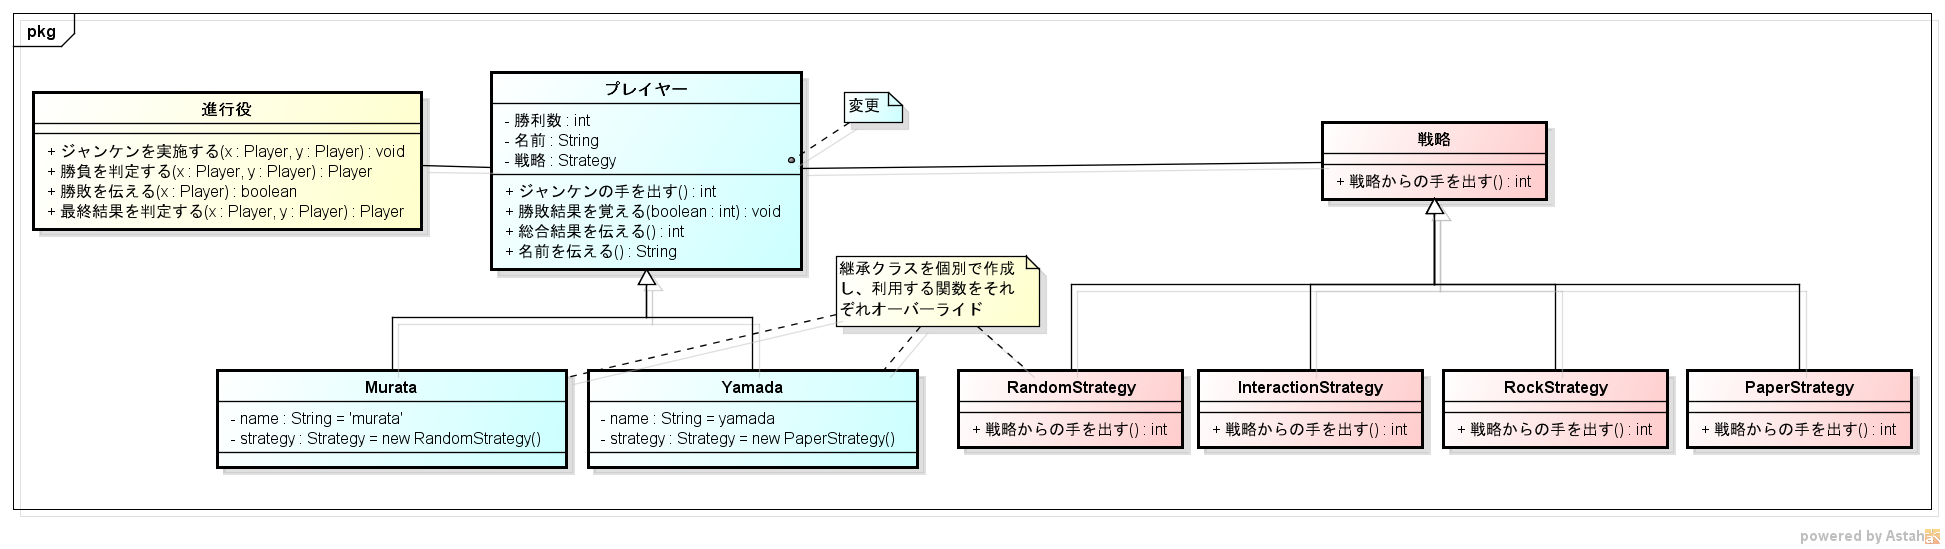 pkg
進行役
+ ジャンケンを実施する(x : Player, y : Player) : void
+ 勝負を判定する(x : Player, y : Player) : Player
+ 勝敗を伝える(x : Player) : boolean
+ 最終結果を判定する(x : Player, y : Player) : Player
プレイヤー
- 勝利数 : int
- 名前 : String
- 戦略 : Strategy
+ ジャンケンの手を出す() : int
+ 勝敗結果を覚える(boolean : int) : void
+ 総合結果を伝える() : int
+ 名前を伝える() : String
変更
戦略
+ 戦略からの手を出す() : int
継承クラスを個別で作成
し、利用する関数をそれ
ぞれオーバーライド
Murata
- name : String = 'murata'
- strategy : Strategy = new RandomStrategy()
Yamada
- name : String = yamada
- strategy : Strategy = new PaperStrategy()
RandomStrategy
+ 戦略からの手を出す() : int
InteractionStrategy
+ 戦略からの手を出す() : int
RockStrategy
+ 戦略からの手を出す() : int
PaperStrategy
+ 戦略からの手を出す() : int
powered by Astah